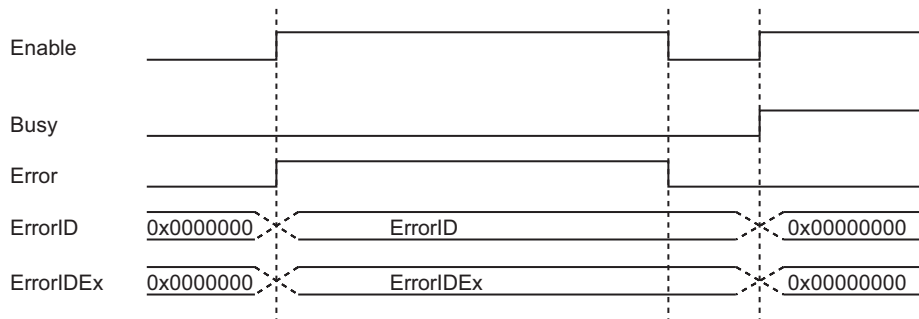 Enable
Busy
Error
ErrorID 0x0000000 ErrorID 0x00000000
ErrorIDEx 0x0000000 ErrorIDEx 0x00000000